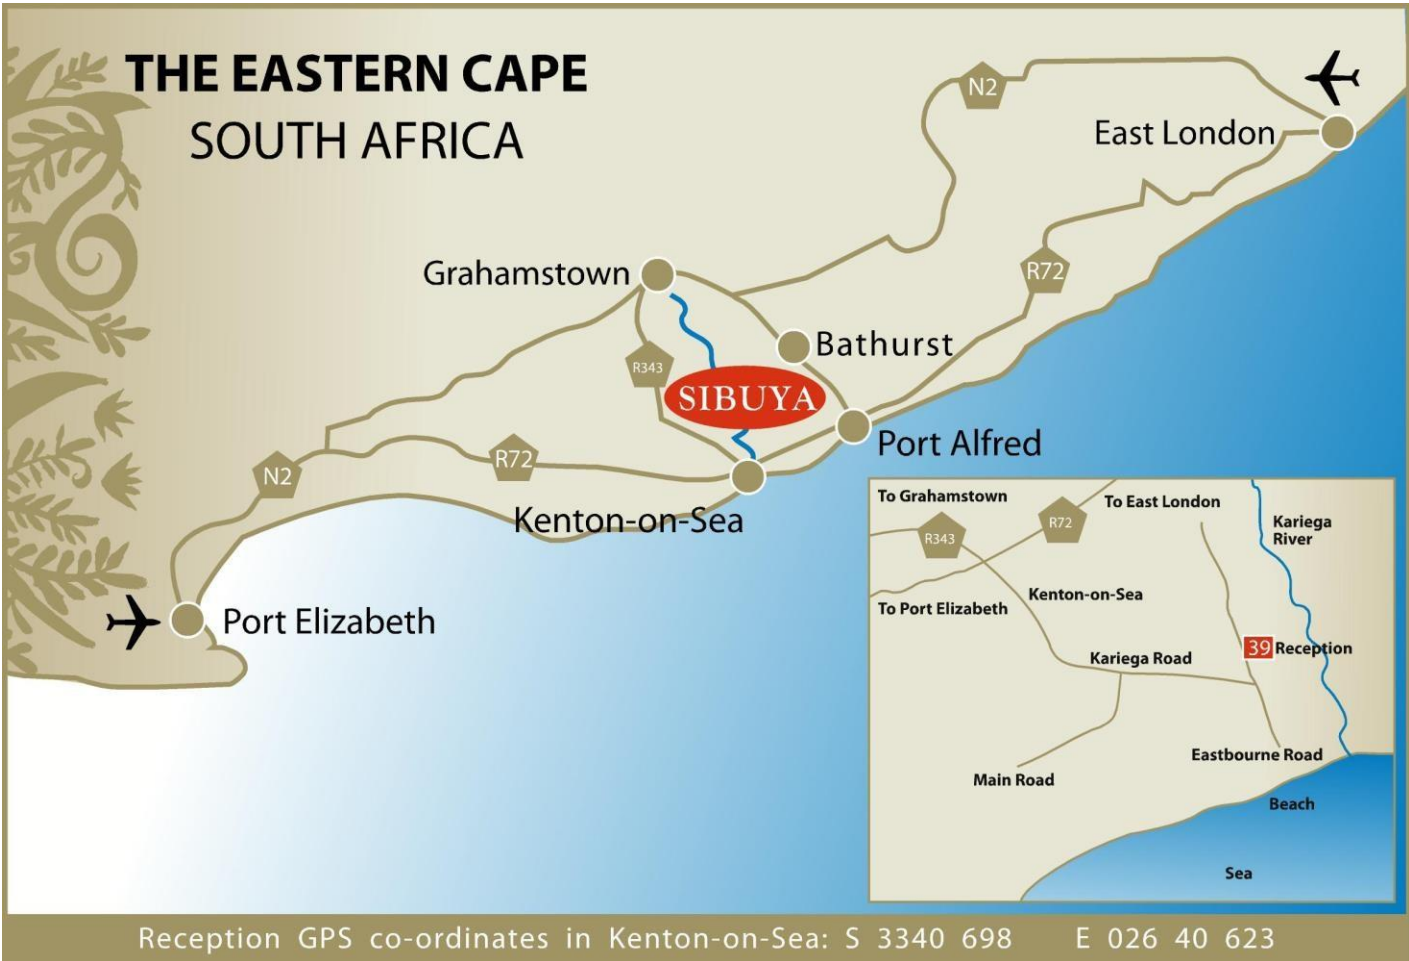 THE EASTERN CAPE
SOUTH AFRICA
N2
East London
Grahamstown
R72
Bathurst
R343
SIBUYA
Port Alfred
N2
R72
Kenton-on-Sea
Port Elizabeth
To Grahamstown
To East London
R72
Kariega
River
R343
Kenton-on-Sea
To Port Elizabeth
39 Reception
Kariega Road
Eastbourne Road
Main Road
Beach
Sea
Reception GPS co-ordinates in Kenton-on-Sea: S 3340 698 E 026 40 623